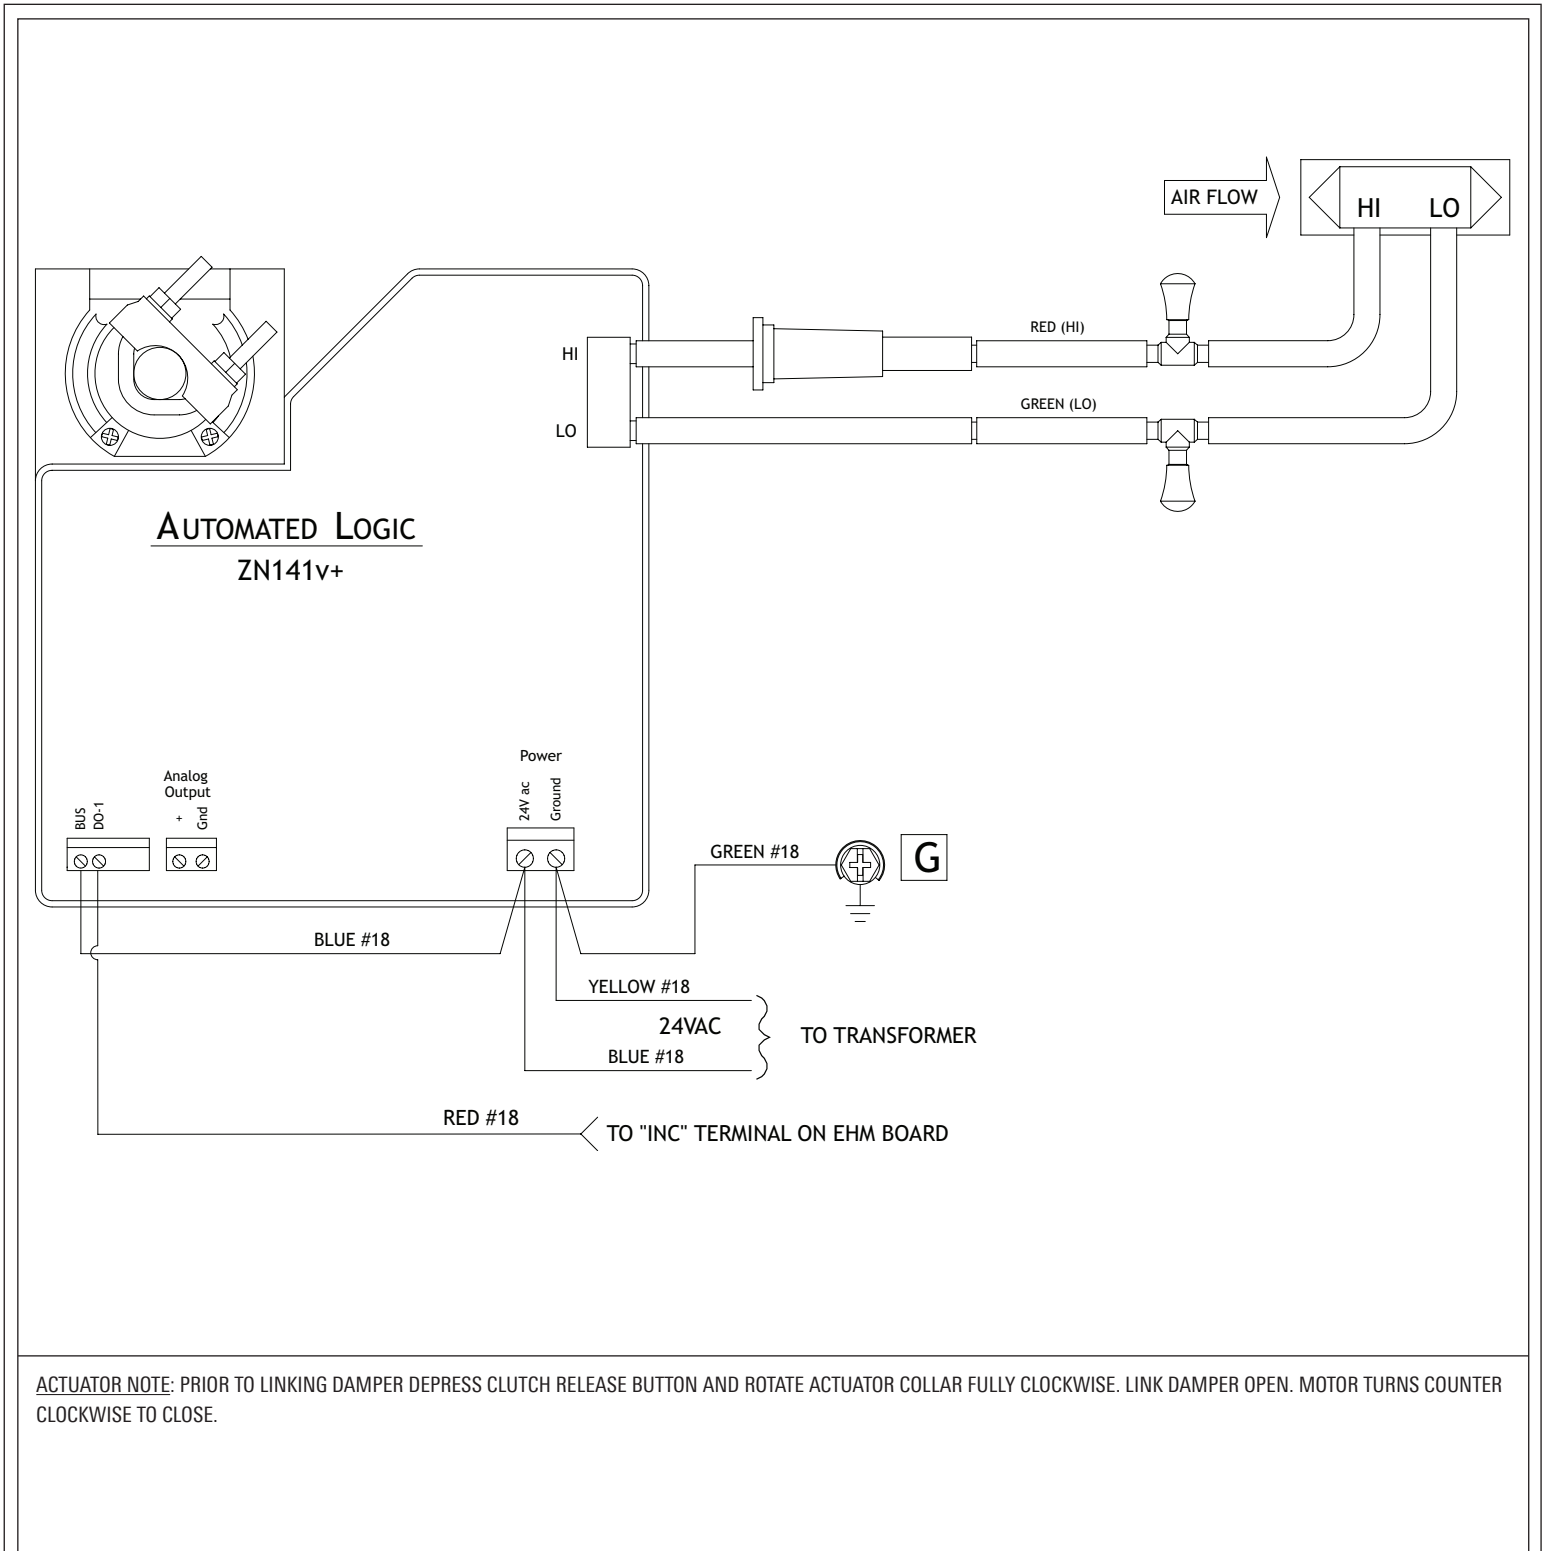 AIR FLOW
HI LO
HI
RED (HI)
GREEN (LO)
LO
AUTOMATED LOGIC
ZN141v+
Power
24V ac
Ground
Analog
Output
+
Gnd
BUS
DO-1
GREEN #18
G
BLUE #18
YELLOW #18
24VAC
TO TRANSFORMER
BLUE #18
RED #18
TO "INC" TERMINAL ON EHM BOARD
ACTUATOR NOTE: PRIOR TO LINKING DAMPER DEPRESS CLUTCH RELEASE BUTTON AND ROTATE ACTUATOR COLLAR FULLY CLOCKWISE. LINK DAMPER OPEN. MOTOR TURNS COUNTER
CLOCKWISE TO CLOSE.